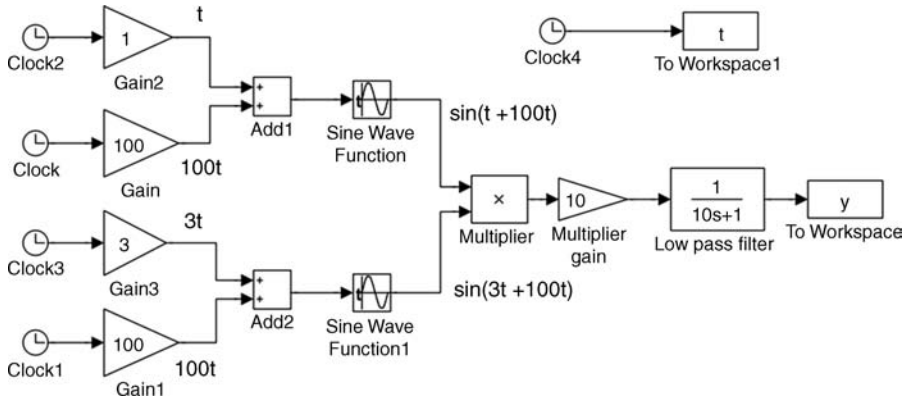 t
1
Clock2
Gain2
+
+
Add1
t
Sine Wave
Function
sin(t +100t)
100
100t
Clock
Gain
Clock4
t
To Workspace1
3t
3
Clock3
Gain3
+
+
Add2
t
Sine Wave
Function1
sin(3t +100t)
100
100t
Clock1
Gain1
×
Multiplier
10
Multiplier
gain
1
10s+1
Low pass filter
y
To Workspace